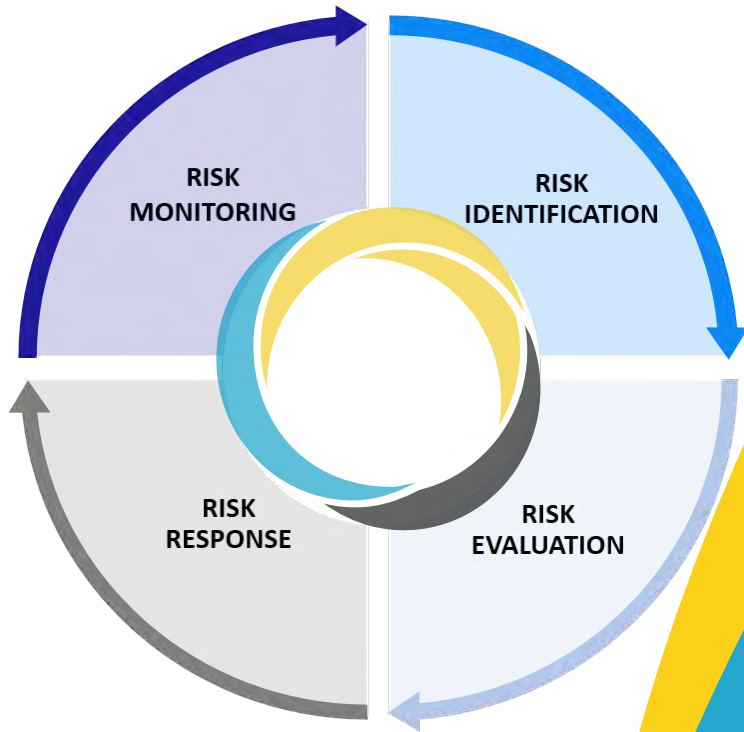 RISK
MONITORING
RISK
IDENTIFICATION
RISK
RESPONSE
RISK
EVALUATION